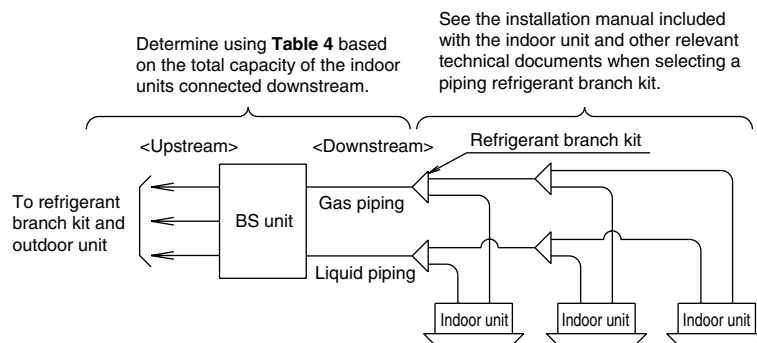 Determine using Table 4 based
on the total capacity of the indoor
units connected downstream.
See the installation manual included
with the indoor unit and other relevant
technical documents when selecting a
piping refrigerant branch kit.
<Upstream>
<Downstream>
Refrigerant branch kit
To refrigerant
branch kit and
outdoor unit
BS unit
Gas piping
Liquid piping
Indoor unit
Indoor unit
Indoor unit